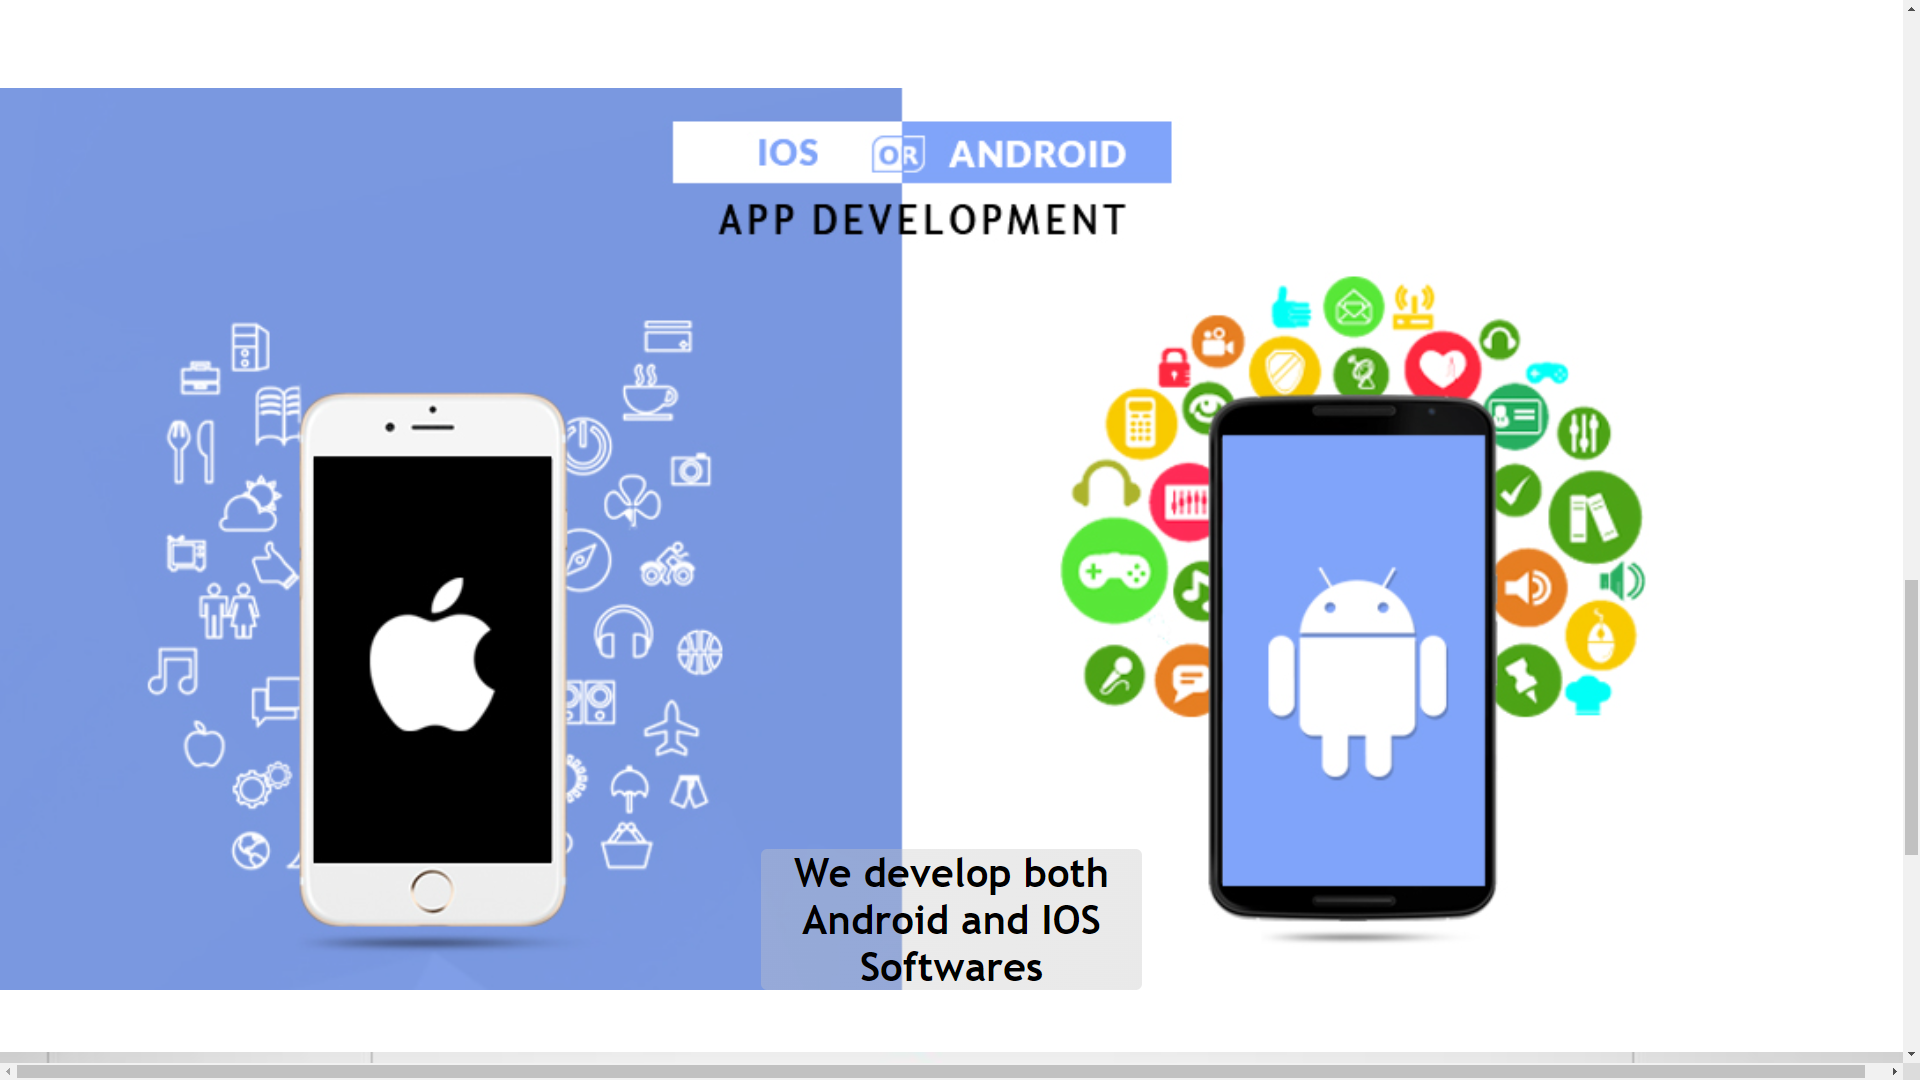 IOS OR ANDROID
APP DEVELOPMENT
We develop both
Android and IOS
Softwares